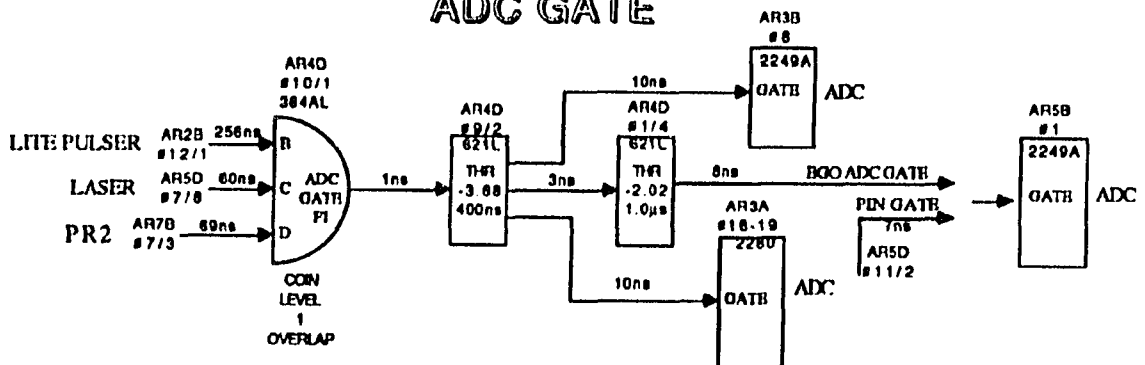 ADC GATE
AR4D
#10/1
364AL
LITE PULSER
AR2B
#12/1
256ns
B
LASER
AR5D
#7/6
60ns
C
PR2
AR7B
#7/3
69ns
D
ADC
GATE
F1
COIN
LEVEL
1
OVERLAP
1ns
AR4D
#9/2
621L
THR
-3.68
400ns
10ns
AR3B
#6
2249A
GATE
ADC
3ns
AR4D
#1/4
621L
THR
-2.02
1.0µs
8ns
BGO ADC GATE
PIN GATE
7ns
AR5D
#11/2
10ns
AR3A
#16-19
2280
GATE
ADC
AR5B
#1
2249A
GATE
ADC